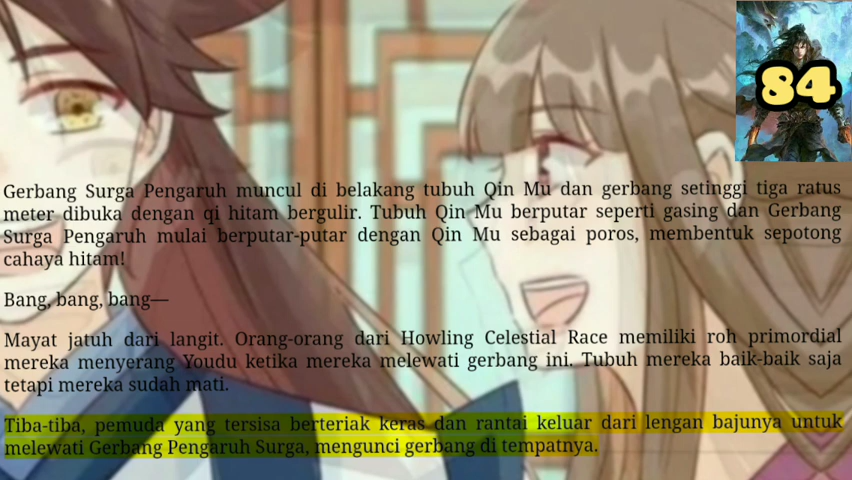 84
Gerbang Surga Pengaruh muncul di belakang tubuh Qin Mu dan gerbang setinggi tiga ratus
meter dibuka dengan qi hitam bergulir. Tubuh Qin Mu berputar seperti gasing dan Gerbang
Surga Pengaruh mulai berputar-putar dengan Qin Mu sebagai poros, membentuk sepotong
cahaya hitam!
Bang, bang, bang—
Mayat jatuh dari langit. Orang-orang dari Howling Celestial Race memiliki roh primordial
mereka menyerang Youdu ketika mereka melewati gerbang ini. Tubuh mereka baik-baik saja
tetapi mereka sudah mati.
Tiba-tiba, pemuda yang tersisa berteriak keras dan rantai keluar dari lengan bajunya untuk
melewati Gerbang Pengaruh Surga, mengunci gerbang di tempatnya.